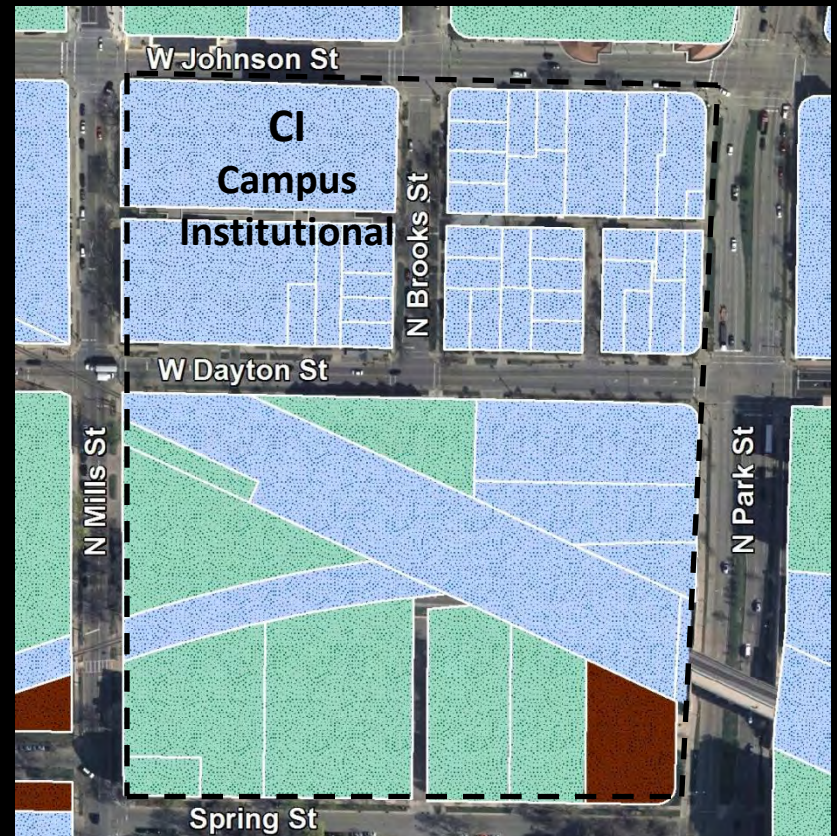 W Johnson St
CI
Campus
Institutional
N Brooks St
W Dayton St
N Mills St
N Park St
Spring St